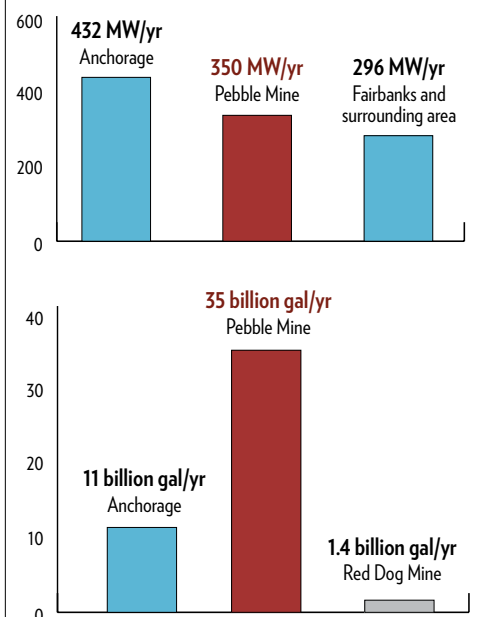 600
432 MW/yr
Anchorage
350 MW/yr
Pebble Mine
296 MW/yr
Fairbanks and
surrounding area
400
200
0
35 billion gal/yr
Pebble Mine
40
30
20
11 billion gal/yr
Anchorage
10
1.4 billion gal/yr
Red Dog Mine
0